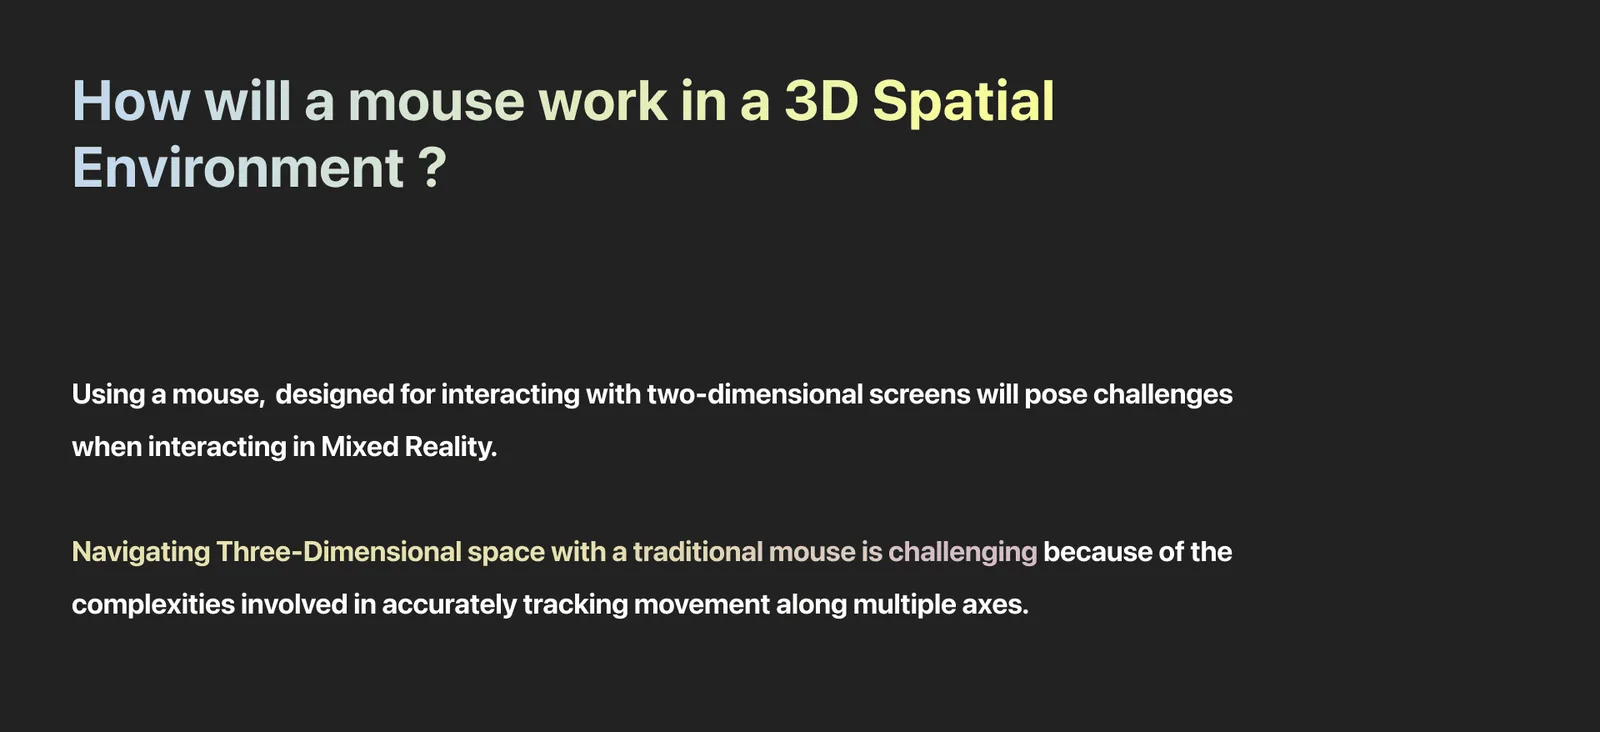 How will a mouse work in a 3D Spatial
Environment ?
Using a mouse,  designed for interacting with two-dimensional screens will pose challenges
when interacting in Mixed Reality.
Navigating Three-Dimensional space with a traditional mouse is challenging because of the
complexities involved in accurately tracking movement along multiple axes.